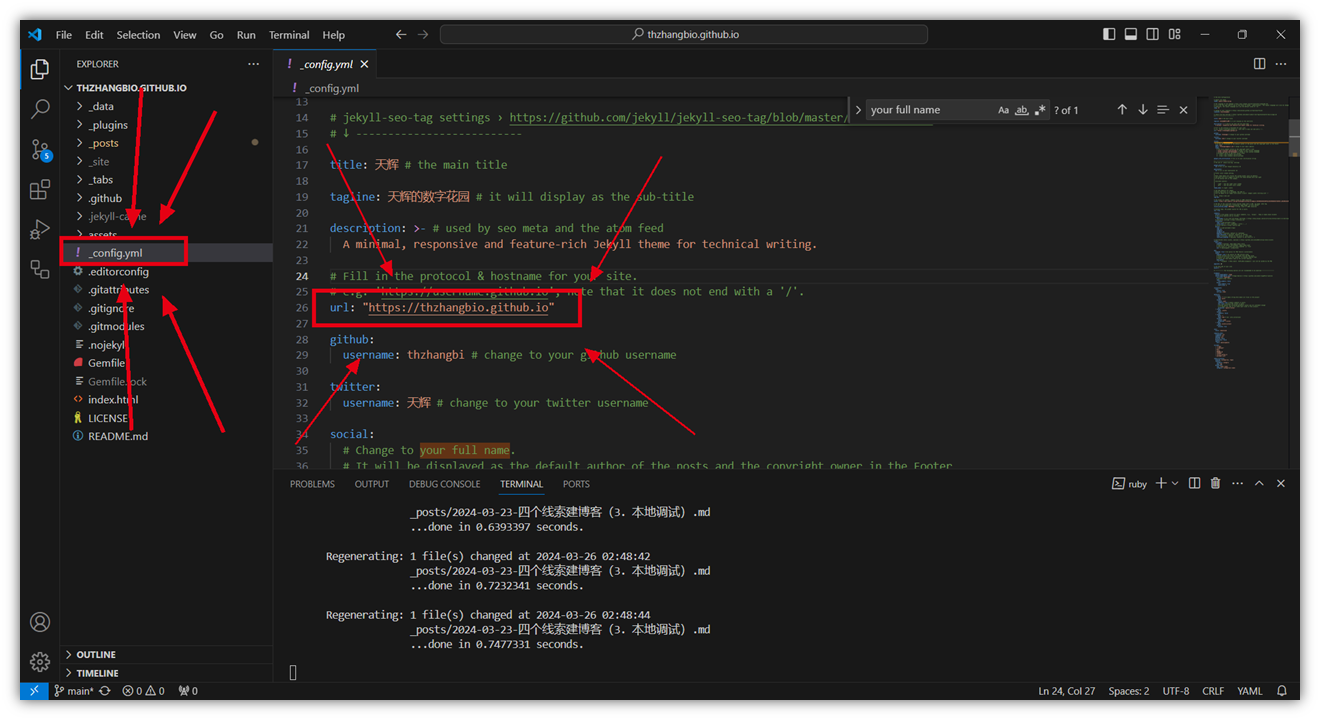 File Edit Selection View Go Run Terminal Help
thzhangbio.github.io
EXPLORER
THZHANGBIO.GITHUB.IO
_data
_plugins
_posts
_site
_tabs
.github
.jekyll-cache
assets
! _config.yml
.editorconfig
.gitattributes
.gitignore
.gitmodules
.nojekyll
Gemfile
Gemfile.lock
index.html
LICENSE
README.md
OUTLINE
TIMELINE
! _config.yml
! _config.yml
your full name Aa ab ? of 1
13
14 # jekyll-seo-tag settings › https://github.com/jekyll/jekyll-seo-tag/blob/master/
15 # ↓ --------------------------
16
17 title: 天辉 # the main title
18
19 tagline: 天辉的数字花园 # it will display as the sub-title
20
21 description: >- # used by seo meta and the atom feed
22 A minimal, responsive and feature-rich Jekyll theme for technical writing.
23
24 # Fill in the protocol & hostname for your site.
25 # e.g. 'https://username.github.io', note that it does not end with a '/'.
26 url: "https://thzhangbio.github.io"
27
28 github:
29 username: thzhangbi # change to your github username
30
31 twitter:
32 username: 天辉 # change to your twitter username
33
34 social:
35 # Change to your full name.
36 # It will be displayed as the default author of the posts and the copyright owner in the Footer
PROBLEMS OUTPUT DEBUG CONSOLE TERMINAL PORTS
ruby
_posts/2024-03-23-四个线索建博客（3. 本地调试）.md
...done in 0.6393397 seconds.
Regenerating: 1 file(s) changed at 2024-03-26 02:48:42
_posts/2024-03-23-四个线索建博客（3. 本地调试）.md
...done in 0.7232341 seconds.
Regenerating: 1 file(s) changed at 2024-03-26 02:48:44
_posts/2024-03-23-四个线索建博客（3. 本地调试）.md
...done in 0.7477331 seconds.
5
main* 0 0 0
Ln 24, Col 27 Spaces: 2 UTF-8 CRLF YAML